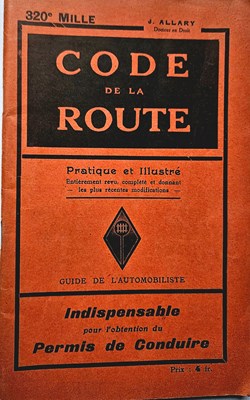 320e MILLE
J. ALLARY
Docteur en Droit
CODE
DE LA
ROUTE
Pratique et Illustré
Entièrement revu, complété et donnant
— les plus récentes modifications —
GUIDE DE L'AUTOMOBILISTE
Indispensable
pour l'obtention du
Permis de Conduire
Prix : 4 fr.